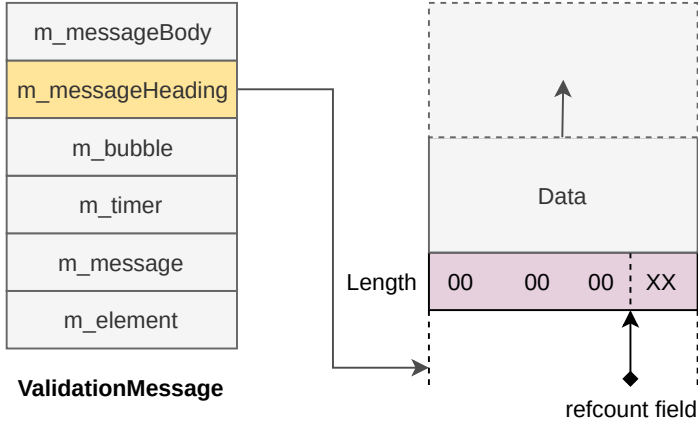 m_messageBody
m_messageHeading
m_bubble
m_timer
m_message
m_element
ValidationMessage
Data
Length 00 00 00 XX
refcount field